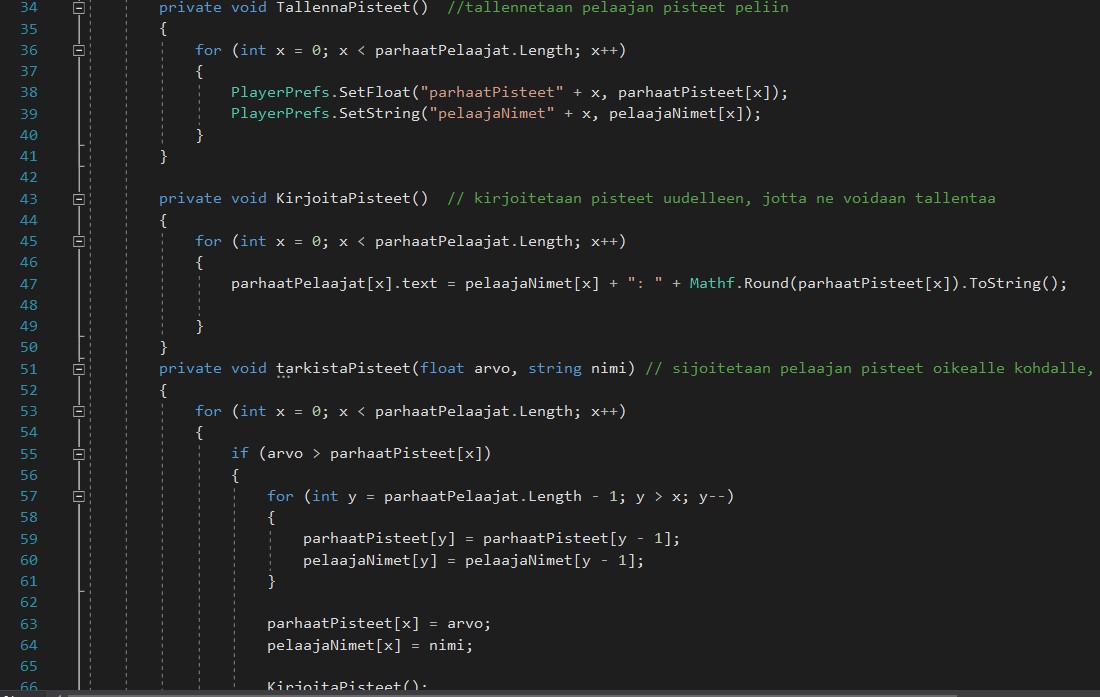 34 private void TallennaPisteet() //tallennetaan pelaajan pisteet peliin
35 {
36 for (int x = 0; x < parhaatPelaajat.Length; x++)
37 {
38 PlayerPrefs.SetFloat("parhaatPisteet" + x, parhaatPisteet[x]);
39 PlayerPrefs.SetString("pelaajaNimet" + x, pelaajaNimet[x]);
40 }
41 }
42
43 private void KirjoitaPisteet() // kirjoitetaan pisteet uudelleen, jotta ne voidaan tallentaa
44 {
45 for (int x = 0; x < parhaatPelaajat.Length; x++)
46 {
47 parhaatPelaajat[x].text = pelaajaNimet[x] + ": " + Mathf.Round(parhaatPisteet[x]).ToString();
48
49 }
50 }
51 private void tarkistaPisteet(float arvo, string nimi) // sijoitetaan pelaajan pisteet oikealle kohdalle,
52 {
53 for (int x = 0; x < parhaatPelaajat.Length; x++)
54 {
55 if (arvo > parhaatPisteet[x])
56 {
57 for (int y = parhaatPelaajat.Length - 1; y > x; y--)
58 {
59 parhaatPisteet[y] = parhaatPisteet[y - 1];
60 pelaajaNimet[y] = pelaajaNimet[y - 1];
61 }
62
63 parhaatPisteet[x] = arvo;
64 pelaajaNimet[x] = nimi;
65
66 KirjoitaPisteet();